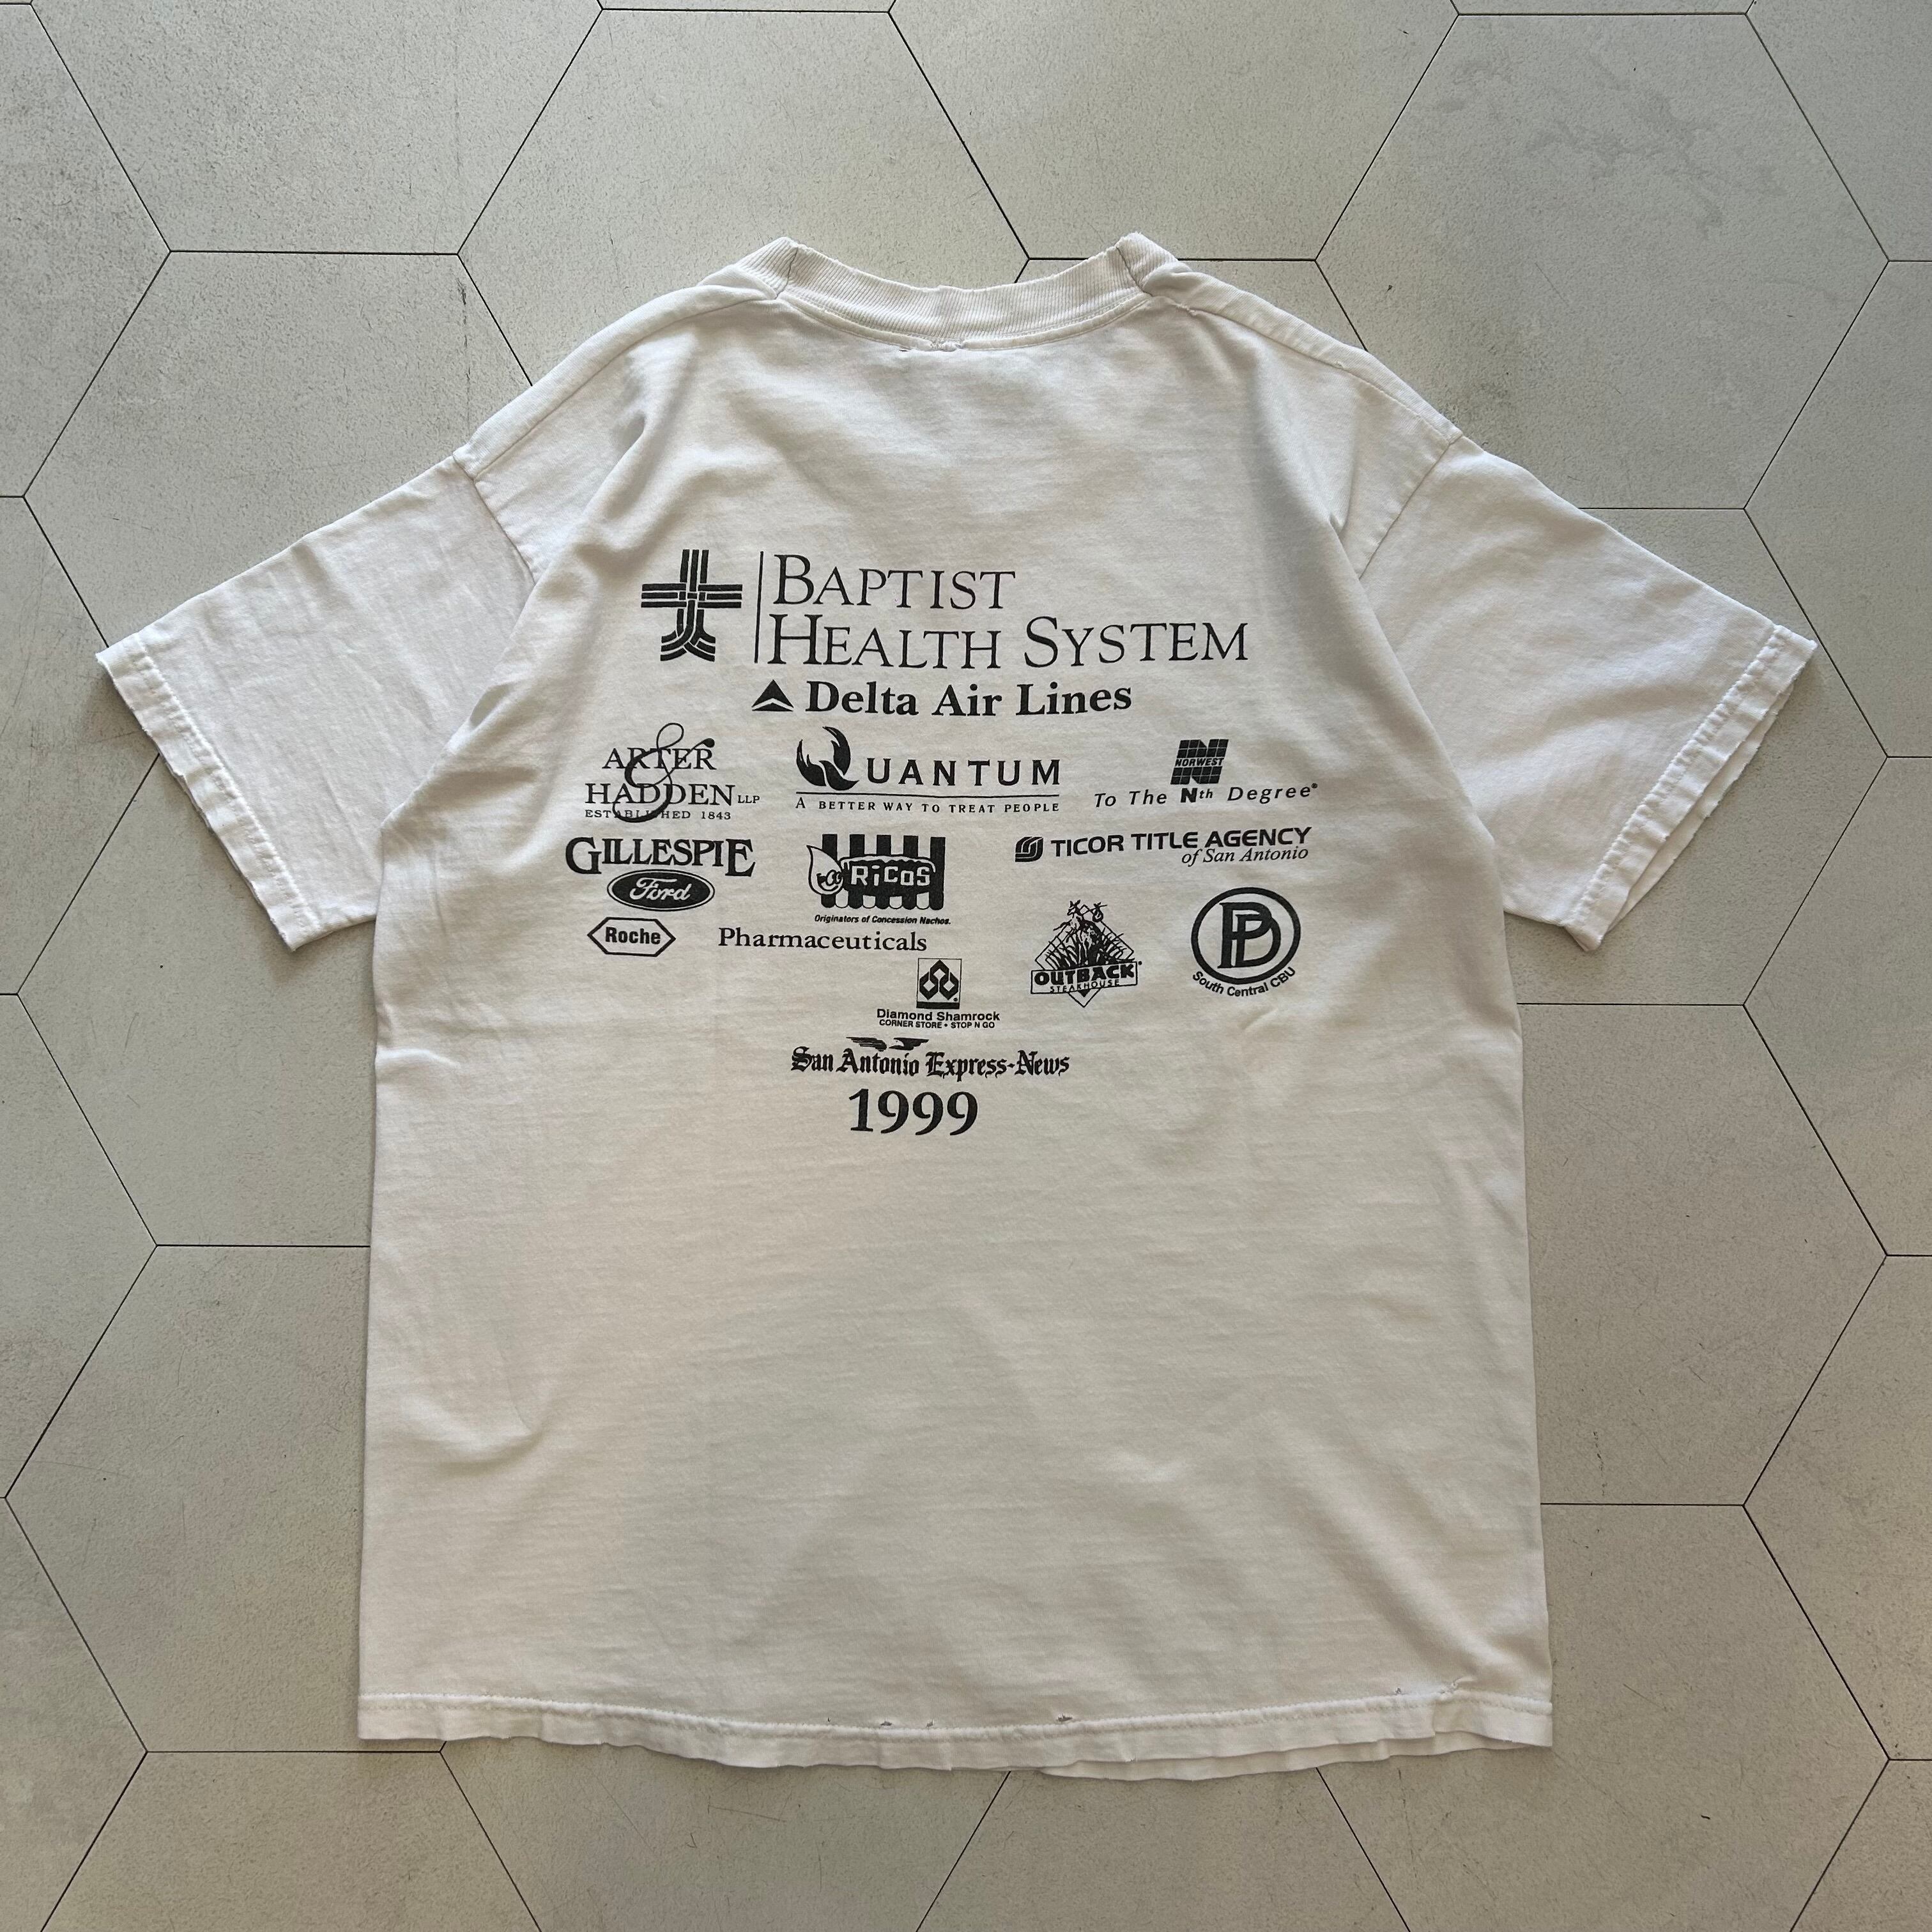 BAPTIST
HEALTH SYSTEM
Delta Air Lines
ARTER
&
HADDEN LLP
ESTABLISHED 1843
QUANTUM
A BETTER WAY TO TREAT PEOPLE
N
NORWEST
To The Nth Degree®
GILLESPIE
Ford
RiCOS
Originators of Concession Nachos.
TICOR TITLE AGENCY
of San Antonio
Roche
Pharmaceuticals
OUTBACK®
STEAKHOUSE
PB
South Central CBU
Diamond Shamrock
CORNER STORE • STOP N GO
San Antonio Express-News
1999